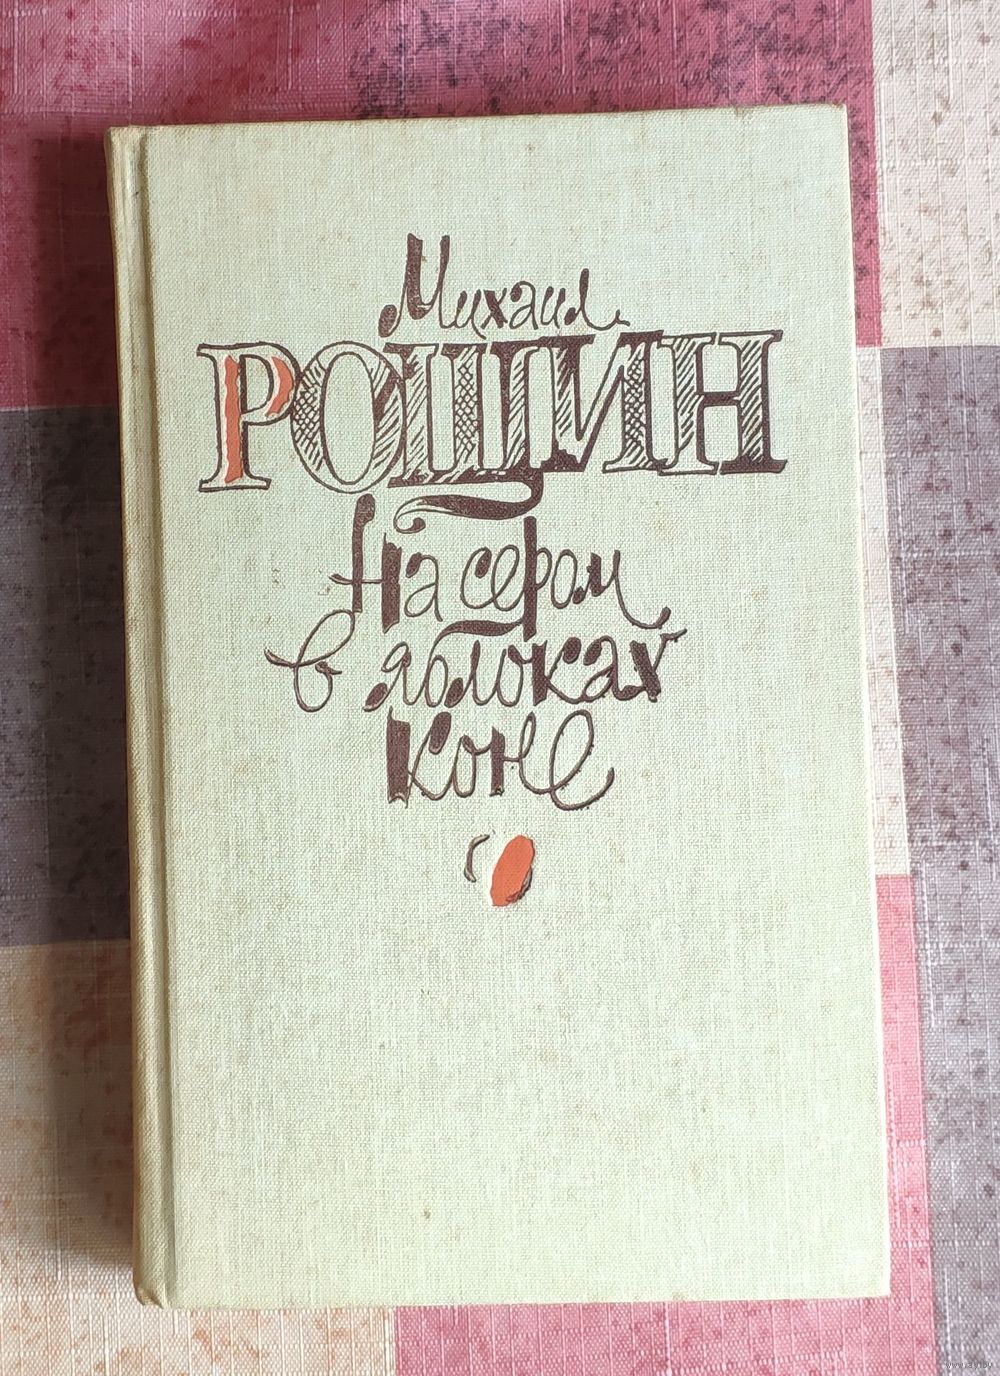 Михаил
РОЩИН
На сером
в яблоках
коне